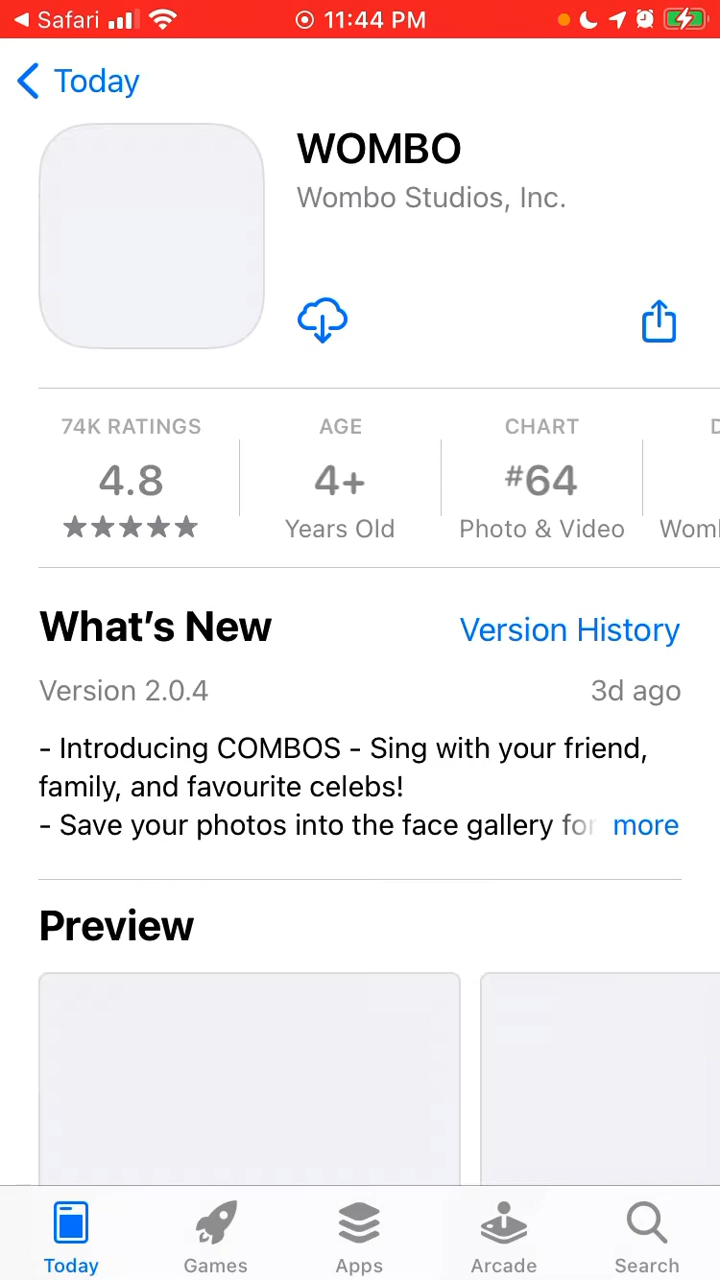 Safari 11:44 PM
Today
WOMBO
Wombo Studios, Inc.
74K RATINGS AGE CHART
4.8 4+ #64
Years Old Photo & Video
What's New Version History
Version 2.0.4 3d ago
- Introducing COMBOS - Sing with your friend,
family, and favourite celebs!
- Save your photos into the face gallery for more
Preview
Today Games Apps Arcade Search